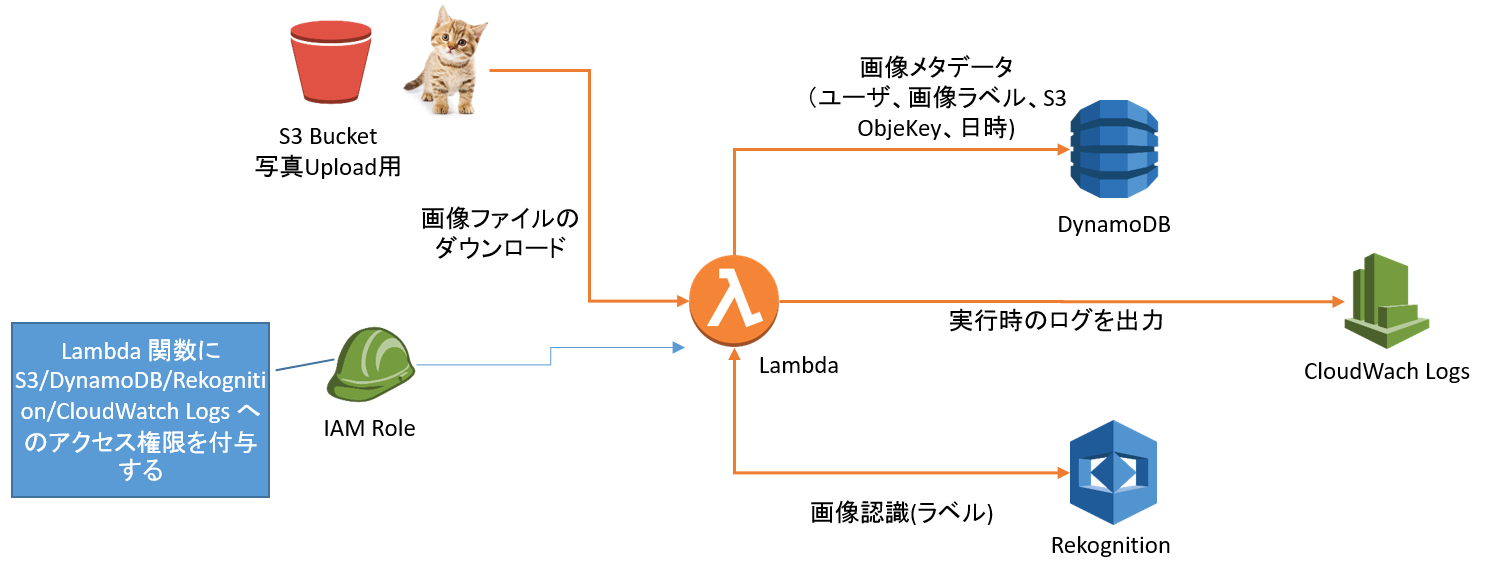 S3 Bucket
写真Upload用
画像ファイルの
ダウンロード
画像メタデータ
（ユーザ、画像ラベル、S3
ObjeKey、日時)
DynamoDB
Lambda
実行時のログを出力
CloudWach Logs
Lambda 関数に
S3/DynamoDB/Rekogniti
on/CloudWatch Logs へ
のアクセス権限を付与
する
IAM Role
画像認識(ラベル)
Rekognition